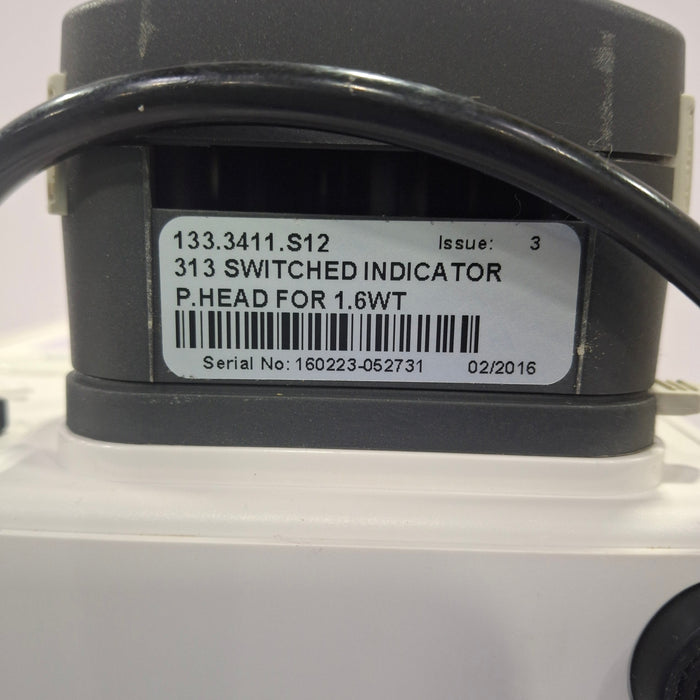 133.3411.S12 Issue: 3
313 SWITCHED INDICATOR
P.HEAD FOR 1.6WT
Serial No: 160223-052731 02/2016